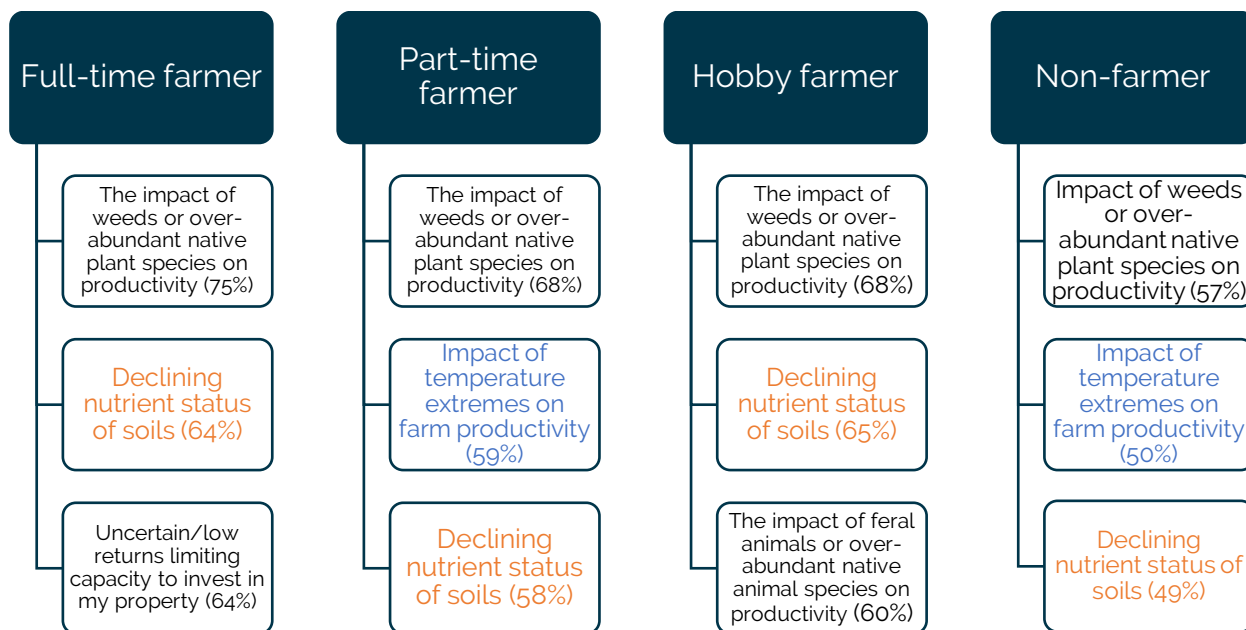 Full-time farmer
The impact of
weeds or over-
abundant native
plant species on
productivity (75%)
Declining
nutrient status
of soils (64%)
Uncertain/low
returns limiting
capacity to invest in
my property (64%)
Part-time
farmer
The impact of
weeds or over-
abundant native
plant species on
productivity (68%)
Impact of
temperature
extremes on
farm productivity
(59%)
Declining
nutrient status
of soils (58%)
Hobby farmer
The impact of
weeds or over-
abundant native
plant species on
productivity (68%)
Declining
nutrient status
of soils (65%)
The impact of feral
animals or over-
abundant native
animal species on
productivity (60%)
Non-farmer
Impact of weeds
or over-
abundant native
plant species on
productivity (57%)
Impact of
temperature
extremes on
farm productivity
(50%)
Declining
nutrient status of
soils (49%)